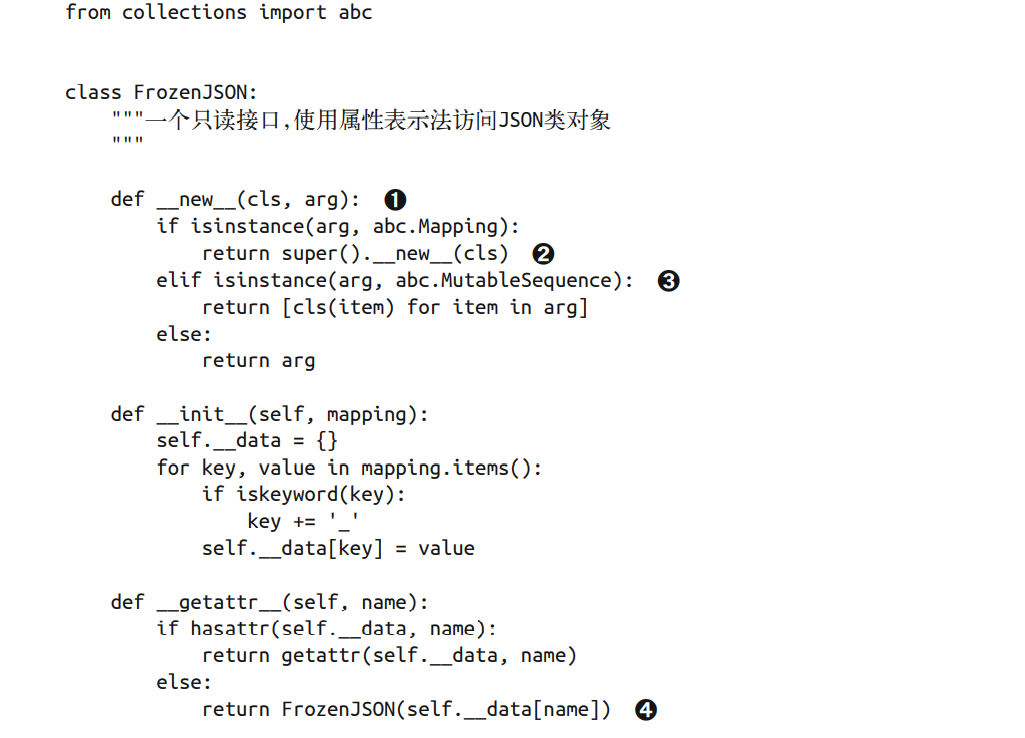 from collections import abc
class FrozenJSON:
    """一个只读接口,使用属性表示法访问JSON类对象
    """
    def __new__(cls, arg):  ❶
        if isinstance(arg, abc.Mapping):
            return super().__new__(cls)  ❷
        elif isinstance(arg, abc.MutableSequence):  ❸
            return [cls(item) for item in arg]
        else:
            return arg
    def __init__(self, mapping):
        self.__data = {}
        for key, value in mapping.items():
            if iskeyword(key):
                key += '_'
            self.__data[key] = value
    def __getattr__(self, name):
        if hasattr(self.__data, name):
            return getattr(self.__data, name)
        else:
            return FrozenJSON(self.__data[name])  ❹